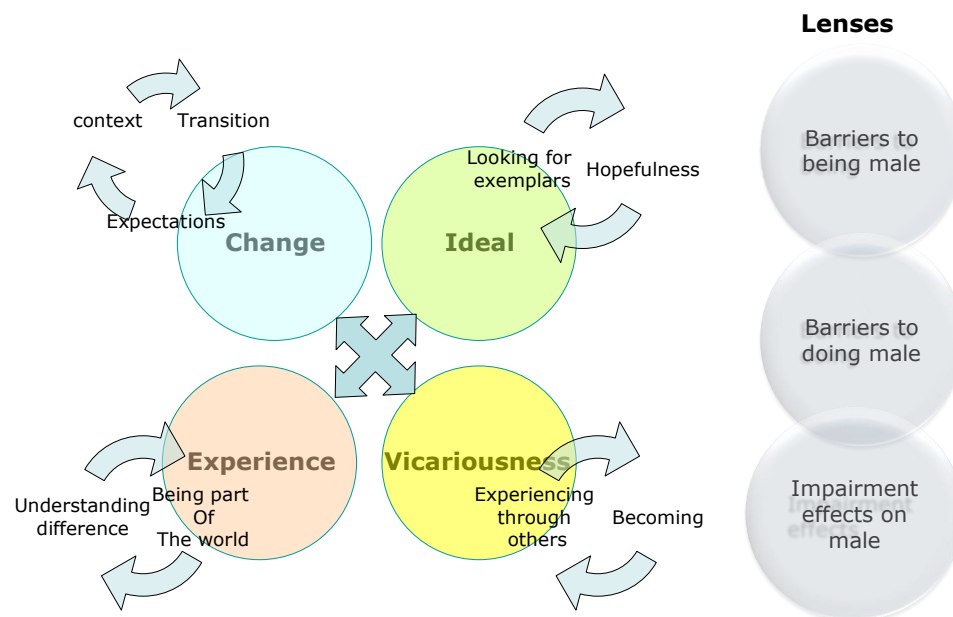 Lenses
context
Transition
Expectations
Change
Looking for
exemplars
Hopefulness
Ideal
Experience
Understanding
difference
Being part
Of
The world
Vicariousness
Experiencing
through
others
Becoming
Barriers to
being male
Barriers to
doing male
Impairment
effects on
male